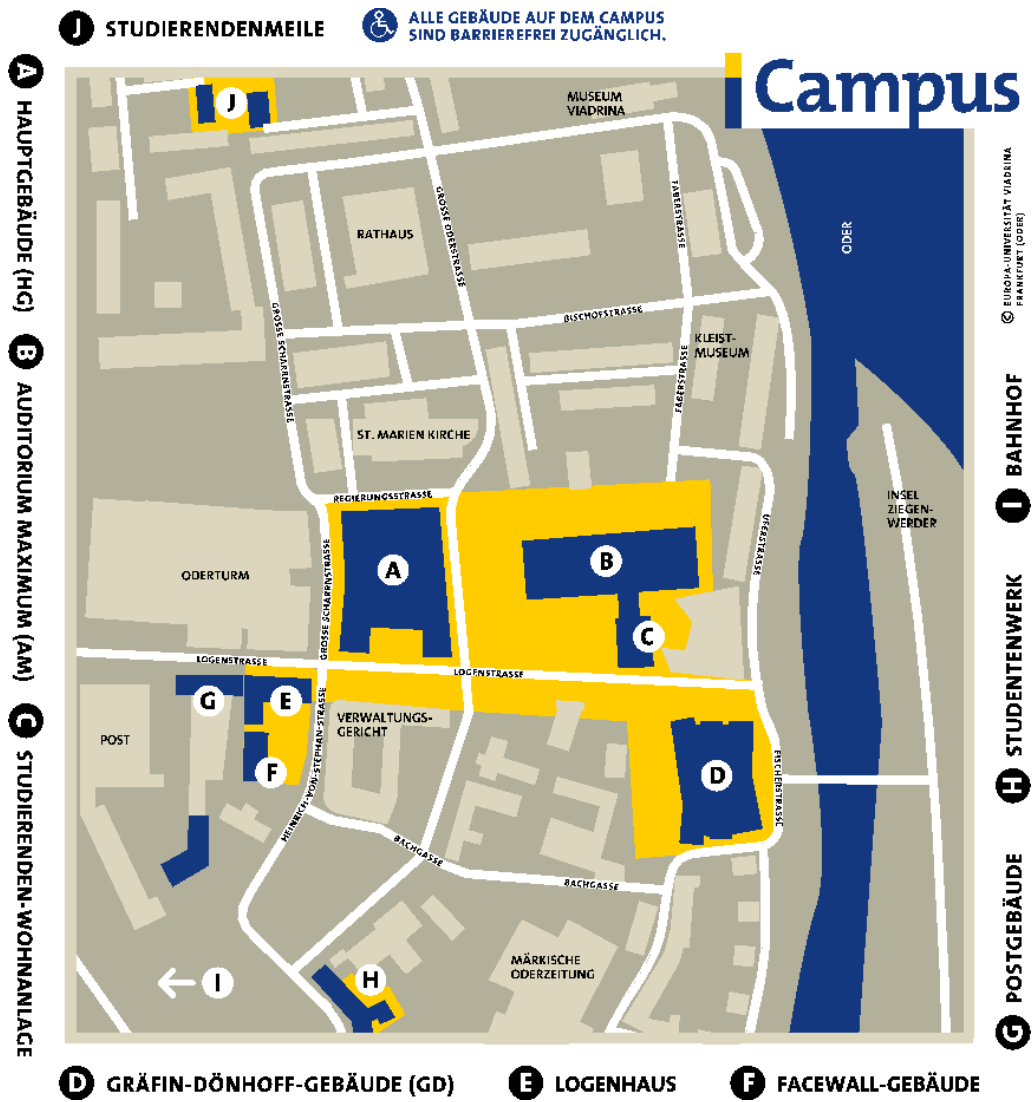 J STUDIERENDENMEILE
ALLE GEBÄUDE AUF DEM CAMPUS
SIND BARRIEREFREI ZUGÄNGLICH.
Campus
A HAUPTGEBÄUDE (HG)
B AUDITORIUM MAXIMUM (AM)
C STUDIERENDEN-WOHNANLAGE
J
MUSEUM
VIADRINA
RATHAUS
GROSSE ODERSTRASSE
FABERSTRASSE
ODER
GROSSE SCHARRNSTRASSE
BISCHOFSTRASSE
KLEIST-
MUSEUM
FABERSTRASSE
ST. MARIEN KIRCHE
REGIERUNGSSTRASSE
INSEL
ZIEGEN-
WERDER
ODERTURM
GROSSE SCHARRNSTRASSE
A
B
C
UFERSTRASSE
LOGENSTRASSE
LOGENSTRASSE
G
E
F
POST
VERWALTUNGS-
GERICHT
HEINRICH-VON-STEPHAN-STRASSE
D
FISCHERSTRASSE
BACHGASSE
BACHGASSE
MÄRKISCHE
ODERZEITUNG
H
I
© EUROPA-UNIVERSITÄT VIADRINA
FRANKFURT (ODER)
I BAHNHOF
H STUDENTENWERK
G POSTGEBÄUDE
D GRÄFIN-DÖNHOFF-GEBÄUDE (GD)
E LOGENHAUS
F FACEWALL-GEBÄUDE